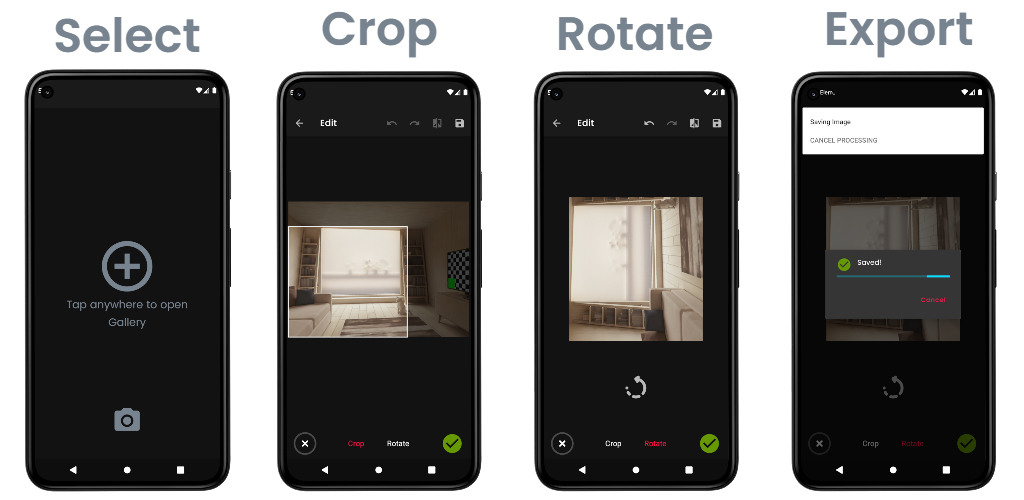 Select
Crop
Rotate
Export
Tap anywhere to open
Gallery
Edit
Crop
Rotate
Edit
Crop
Rotate
Elem..
Saving Image
CANCEL PROCESSING
Saved!
Cancel
Crop
Rotate